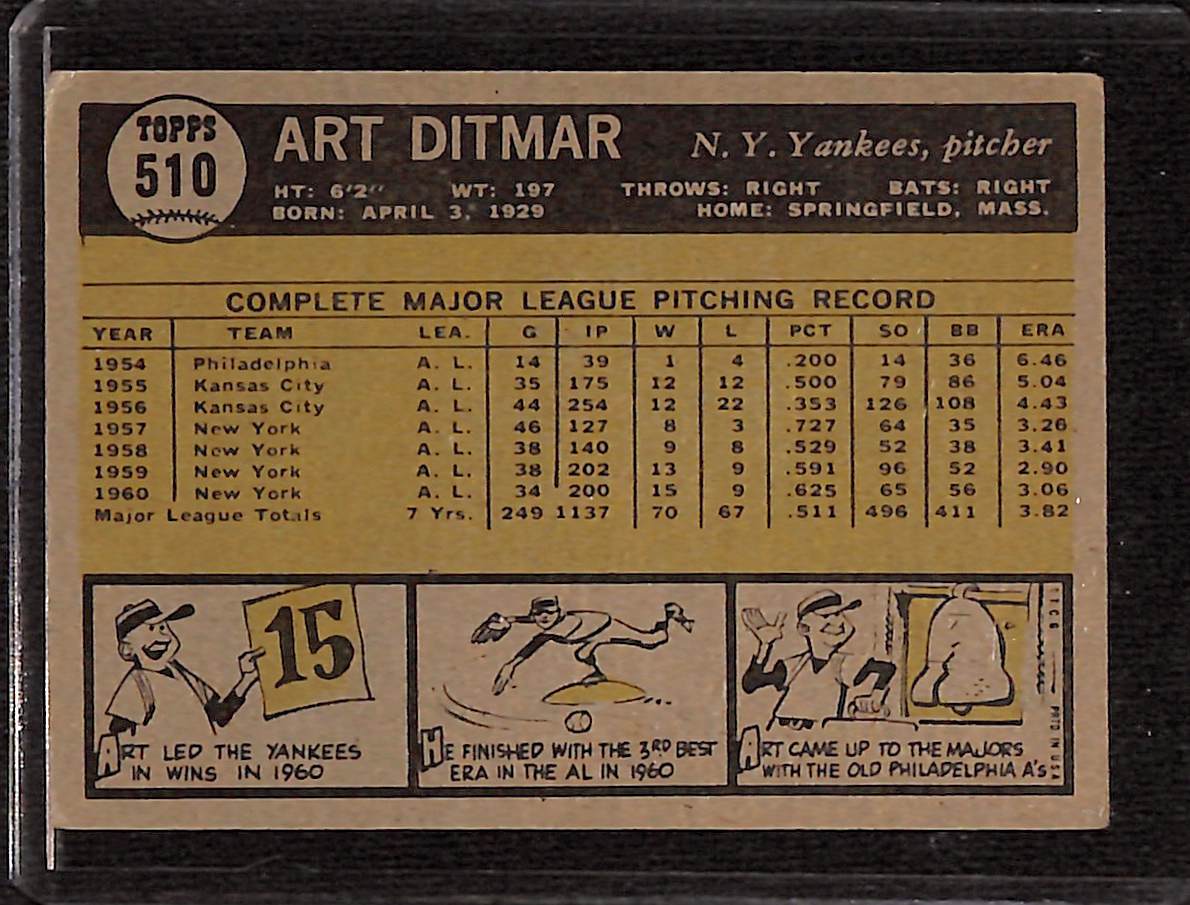 TOPPS
510
ART DITMAR
N. Y. Yankees, pitcher
HT: 6'2" WT: 197 THROWS: RIGHT BATS: RIGHT
BORN: APRIL 3, 1929 HOME: SPRINGFIELD, MASS.
COMPLETE MAJOR LEAGUE PITCHING RECORD
YEAR TEAM LEA. G IP W L PCT SO BB ERA
1954 Philadelphia A. L. 14 39 1 4 .200 14 36 6.46
1955 Kansas City A. L. 35 175 12 12 .500 79 86 5.04
1956 Kansas City A. L. 44 254 12 22 .353 126 108 4.43
1957 New York A. L. 46 127 8 3 .727 64 35 3.26
1958 New York A. L. 38 140 9 8 .529 52 38 3.41
1959 New York A. L. 38 202 13 9 .591 96 52 2.90
1960 New York A. L. 34 200 15 9 .625 65 56 3.06
Major League Totals 7 Yrs. 249 1137 70 67 .511 496 411 3.82
15
ART LED THE YANKEES
IN WINS IN 1960
HE FINISHED WITH THE 3RD BEST
ERA IN THE AL IN 1960
ART CAME UP TO THE MAJORS
WITH THE OLD PHILADELPHIA A's
T.C.G.
PRTD IN USA